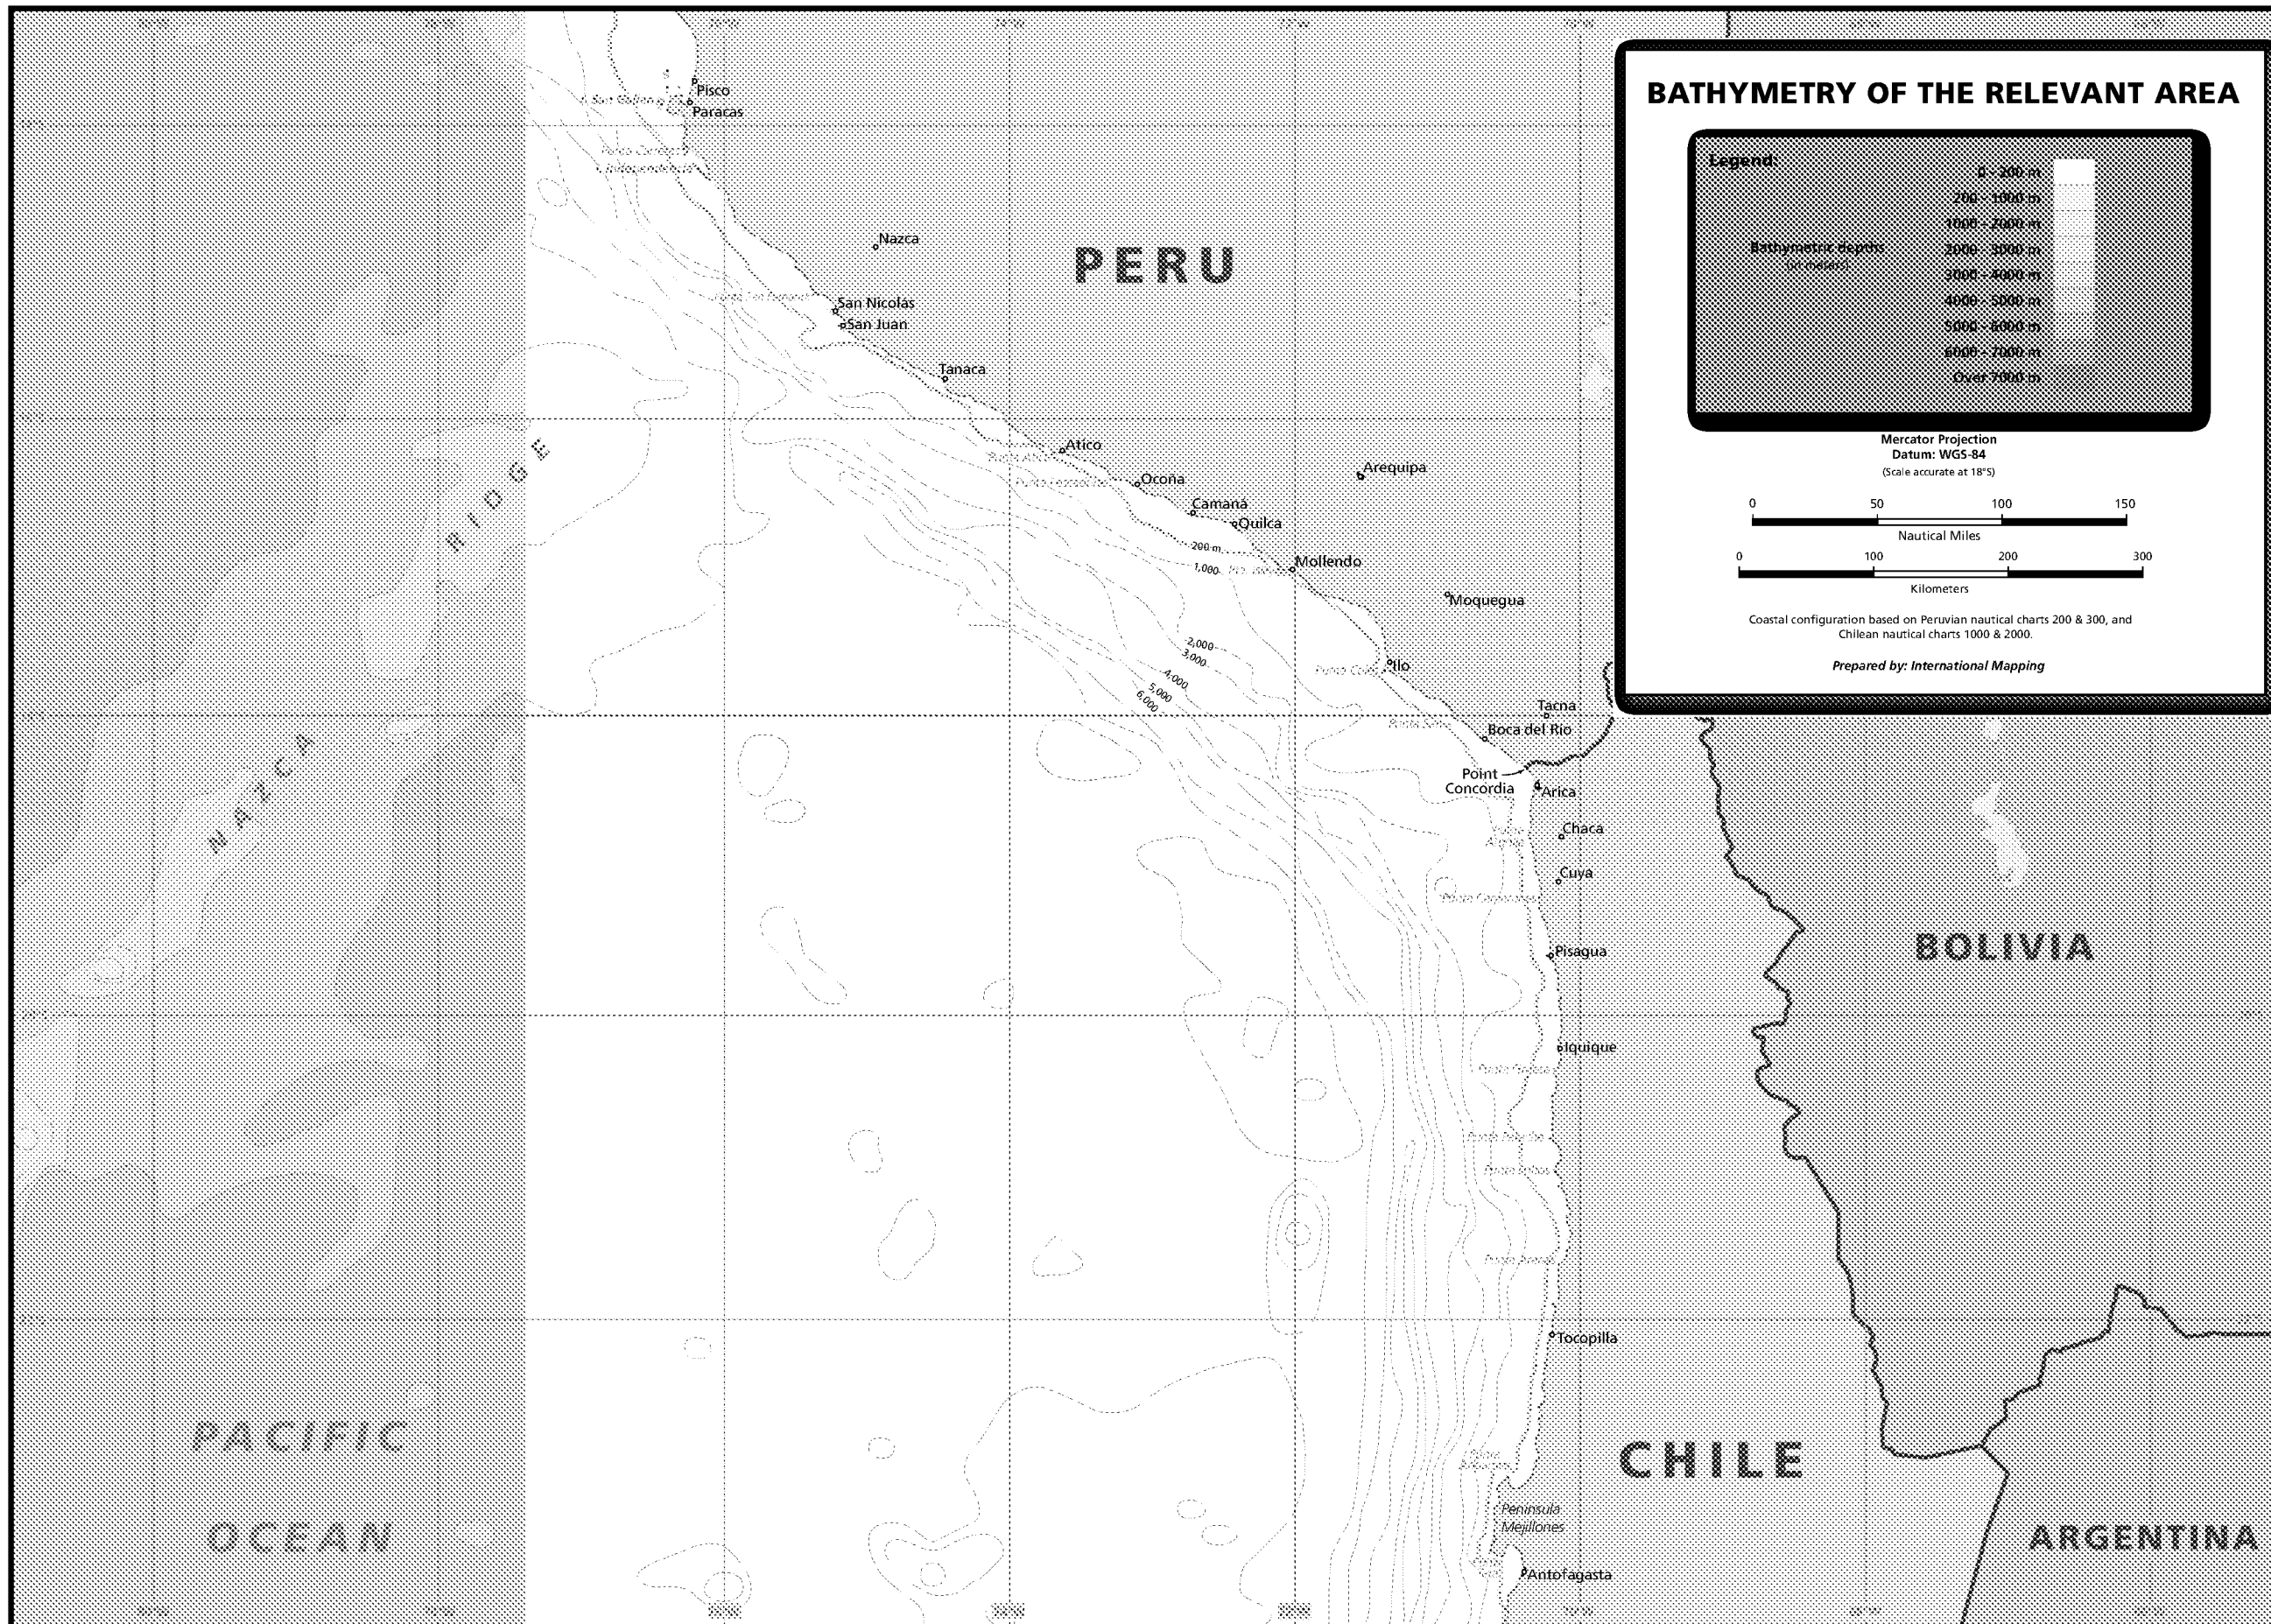 BATHYMETRY OF THE RELEVANT AREA
Legend:
Bathymetric depths
(in meters)
0 - 200 m
200 - 1000 m
1000 - 2000 m
2000 - 3000 m
3000 - 4000 m
4000 - 5000 m
5000 - 6000 m
6000 - 7000 m
Over 7000 m
Mercator Projection
Datum: WGS-84
(Scale accurate at 18°S)
0 50 100 150
Nautical Miles
0 100 200 300
Kilometers
Coastal configuration based on Peruvian nautical charts 200 & 300, and
Chilean nautical charts 1000 & 2000.
Prepared by: International Mapping
Pisco
Paracas
Nazca
PERU
San Nicolás
San Juan
Tanaca
Atico
Ocoña
Arequipa
Camaná
Quilca
200 m
1,000
Mollendo
Moquegua
2,000
3,000
4,000
5,000
6,000
Ilo
Tacna
Boca del Río
Point
Concordia
Arica
Chaca
Cuya
Pisagua
Iquique
Tocopilla
Peninsula
Mejillones
Antofagasta
NAZCA
RIDGE
PACIFIC
OCEAN
BOLIVIA
CHILE
ARGENTINA